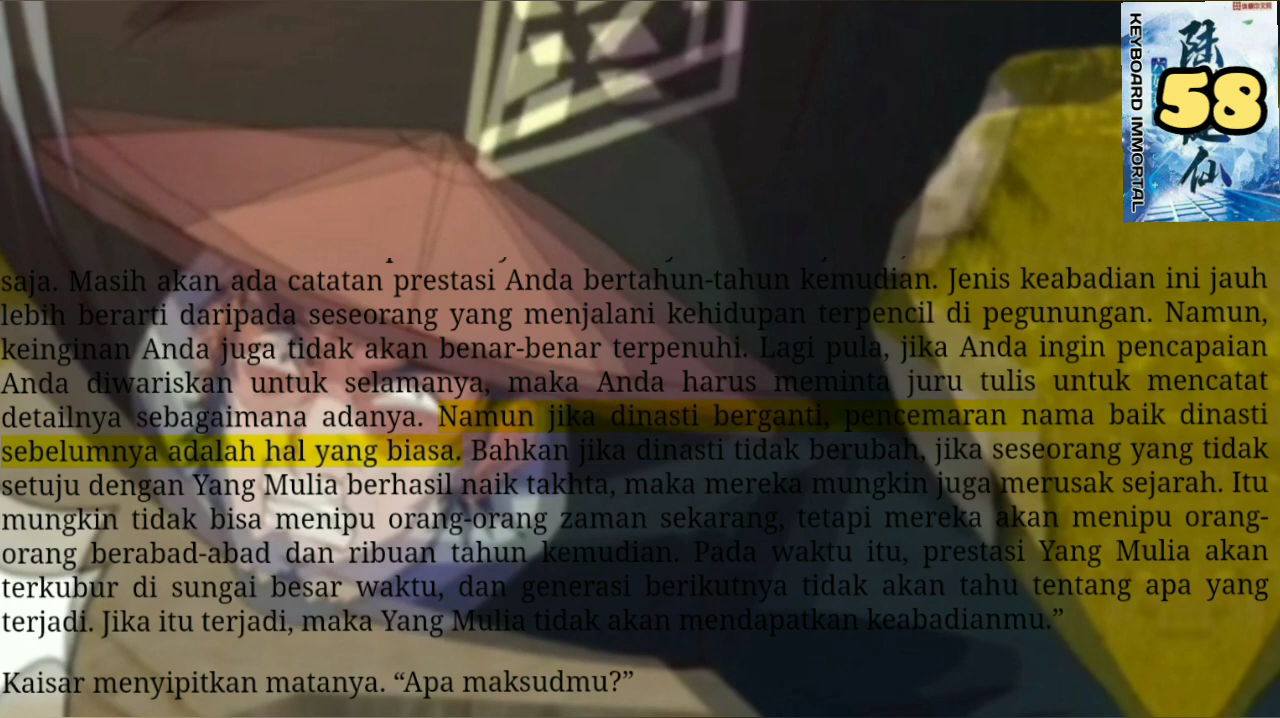 KEYBOARD IMMORTAL
58
仙
saja. Masih akan ada catatan prestasi Anda bertahun-tahun kemudian. Jenis keabadian ini jauh
lebih berarti daripada seseorang yang menjalani kehidupan terpencil di pegunungan. Namun,
keinginan Anda juga tidak akan benar-benar terpenuhi. Lagi pula, jika Anda ingin pencapaian
Anda diwariskan untuk selamanya, maka Anda harus meminta juru tulis untuk mencatat
detailnya sebagaimana adanya. Namun jika dinasti berganti, pencemaran nama baik dinasti
sebelumnya adalah hal yang biasa. Bahkan jika dinasti tidak berubah, jika seseorang yang tidak
setuju dengan Yang Mulia berhasil naik takhta, maka mereka mungkin juga merusak sejarah. Itu
mungkin tidak bisa menipu orang-orang zaman sekarang, tetapi mereka akan menipu orang-
orang berabad-abad dan ribuan tahun kemudian. Pada waktu itu, prestasi Yang Mulia akan
terkubur di sungai besar waktu, dan generasi berikutnya tidak akan tahu tentang apa yang
terjadi. Jika itu terjadi, maka Yang Mulia tidak akan mendapatkan keabadianmu.”
Kaisar menyipitkan matanya. “Apa maksudmu?”